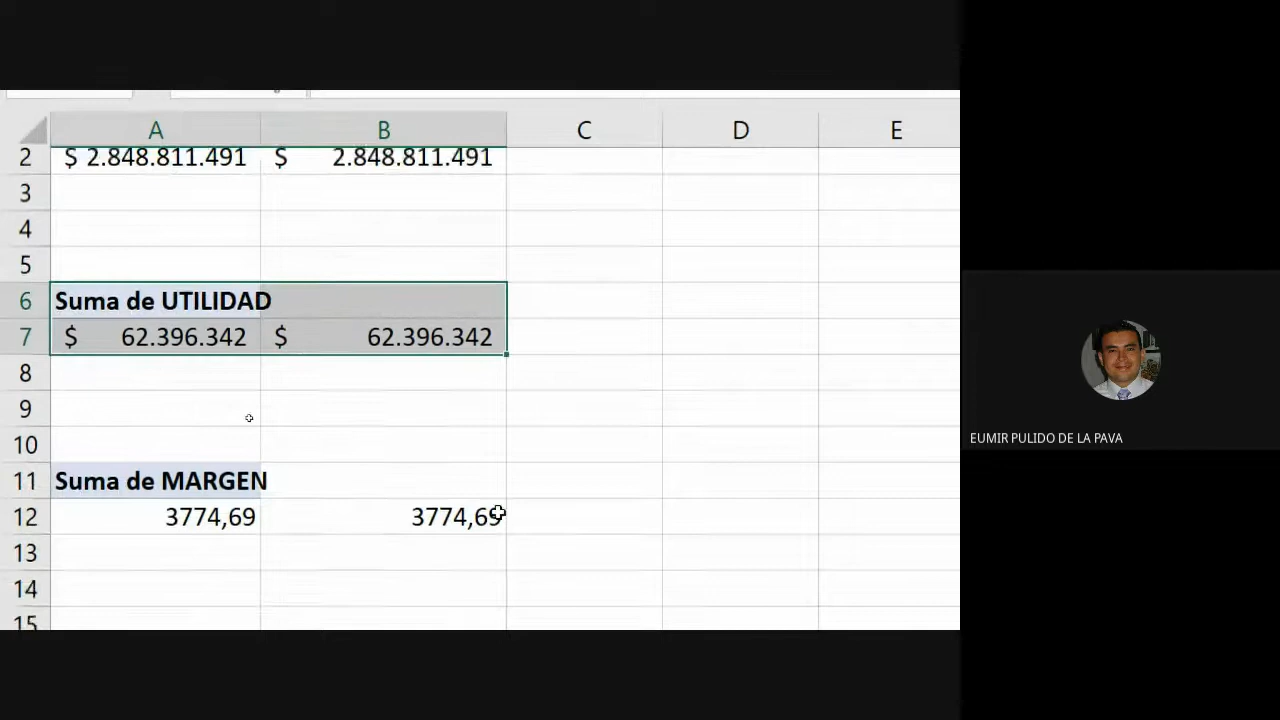 A B C D E
2 $ 2.848.811.491 $ 2.848.811.491
3
4
5
6 Suma de UTILIDAD
7 $ 62.396.342 $ 62.396.342
8
9
10
11 Suma de MARGEN
12 3774,69 3774,69
13
14
15
EUMIR PULIDO DE LA PAVA